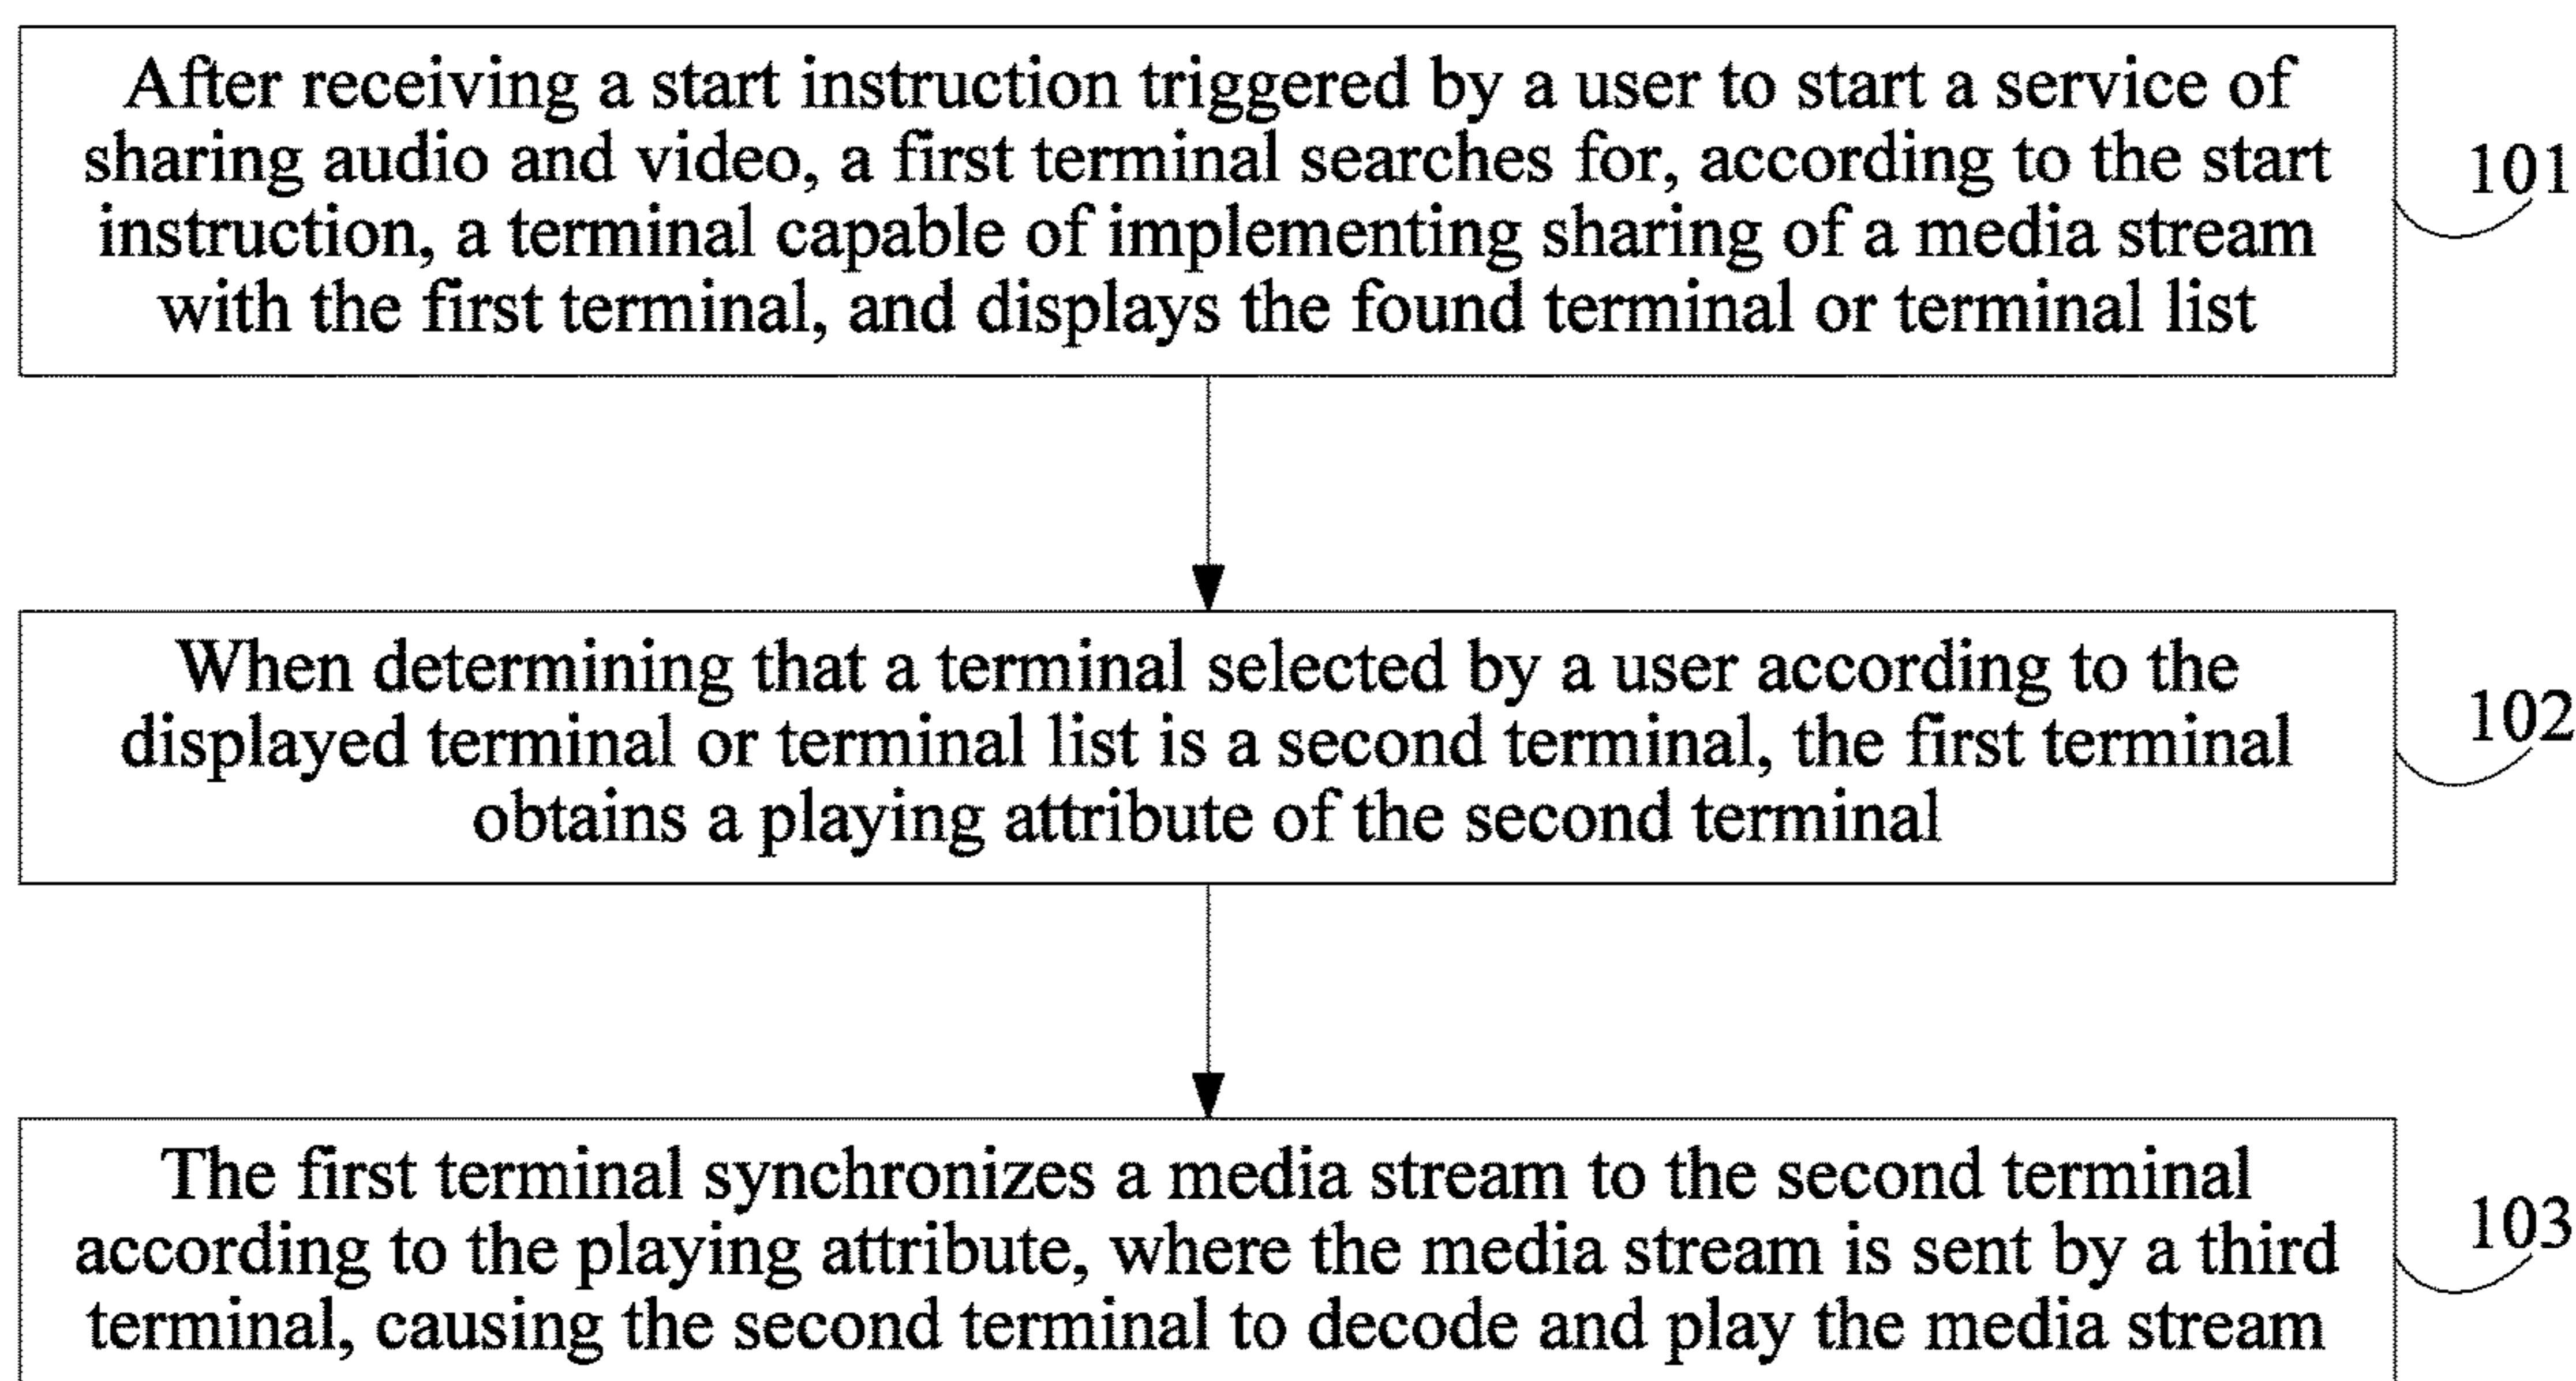 After receiving a start instruction triggered by a user to start a service of
sharing audio and video, a first terminal searches for, according to the start
instruction, a terminal capable of implementing sharing of a media stream
with the first terminal, and displays the found terminal or terminal list
101
When determining that a terminal selected by a user according to the
displayed terminal or terminal list is a second terminal, the first terminal
obtains a playing attribute of the second terminal
102
The first terminal synchronizes a media stream to the second terminal
according to the playing attribute, where the media stream is sent by a third
terminal, causing the second terminal to decode and play the media stream
103